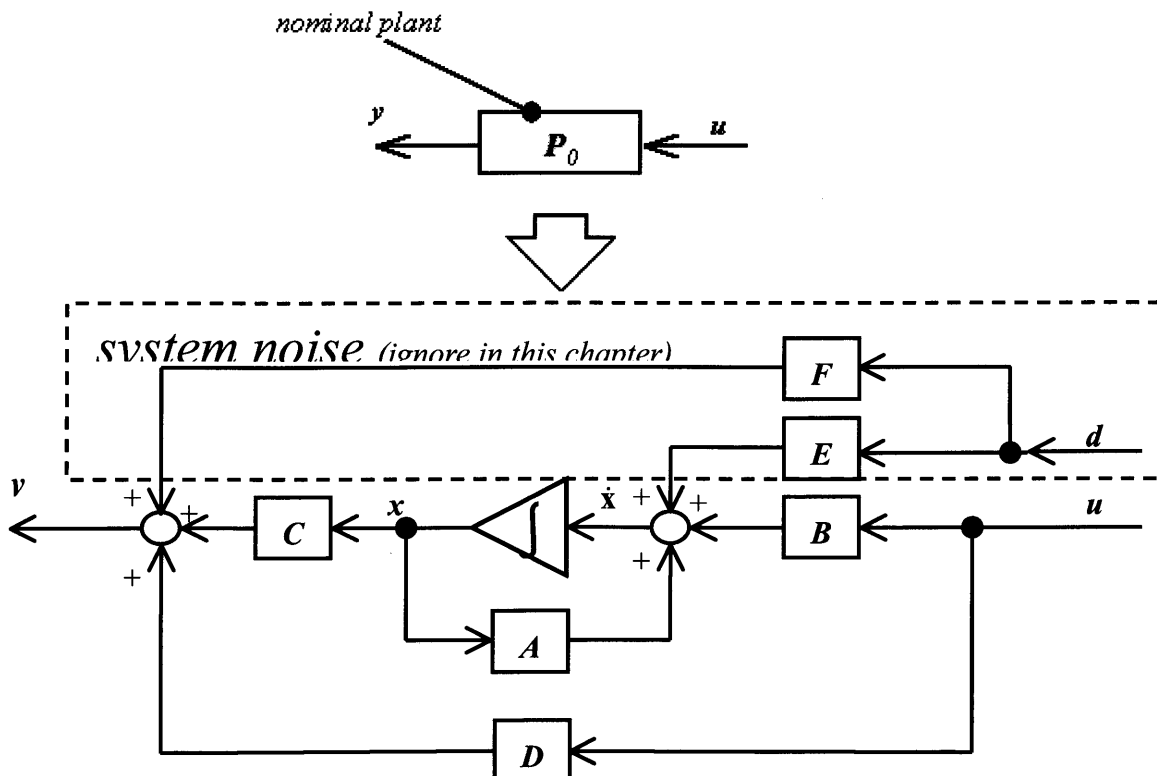 nominal plant
y
P₀
u
system noise (ignore in this chapter)
F
E
d
v
+
+
C
x
∫
ẋ
+
+
B
u
+
+
A
D